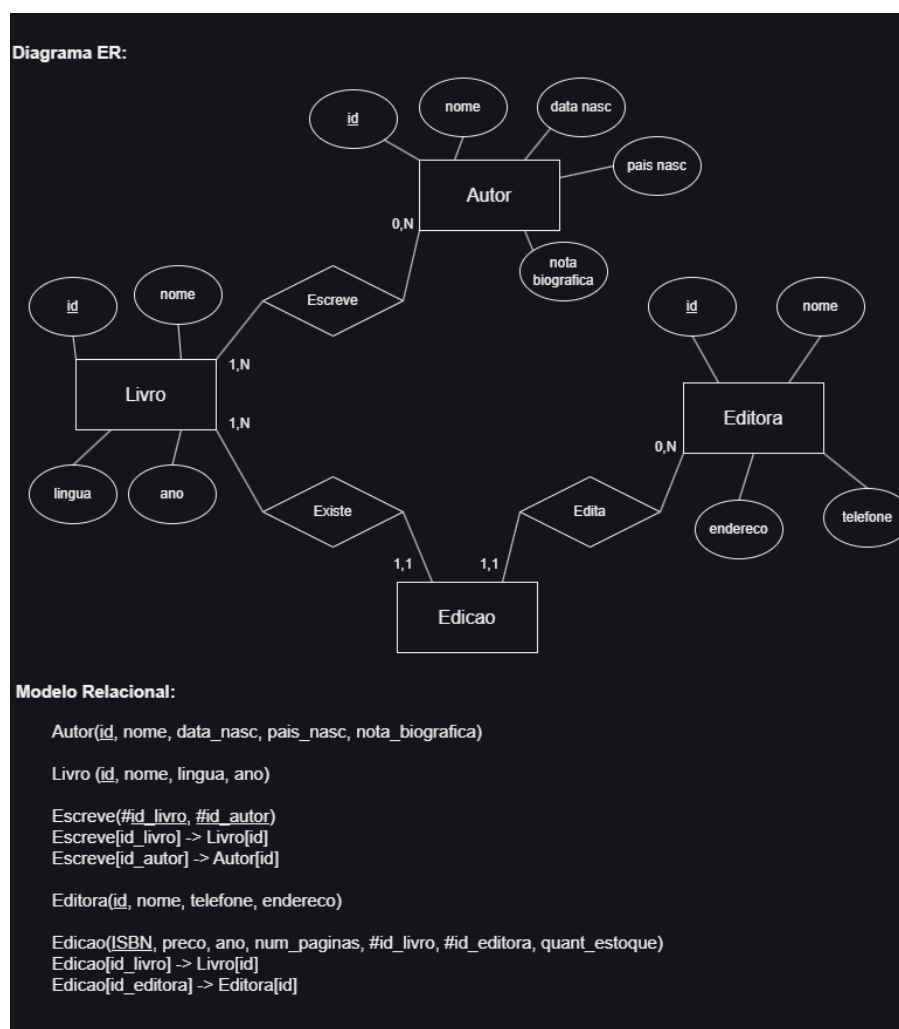 Diagrama ER:
id
nome
data nasc
pais nasc
Autor
0,N
nota
biografica
Escreve
id
nome
1,N
Livro
1,N
lingua
ano
id
nome
Editora
0,N
endereco
telefone
Existe
Edita
1,1
1,1
Edicao
Modelo Relacional:
Autor(id, nome, data_nasc, pais_nasc, nota_biografica)
Livro (id, nome, lingua, ano)
Escreve(#id_livro, #id_autor)
Escreve[id_livro] -> Livro[id]
Escreve[id_autor] -> Autor[id]
Editora(id, nome, telefone, endereco)
Edicao(ISBN, preco, ano, num_paginas, #id_livro, #id_editora, quant_estoque)
Edicao[id_livro] -> Livro[id]
Edicao[id_editora] -> Editora[id]